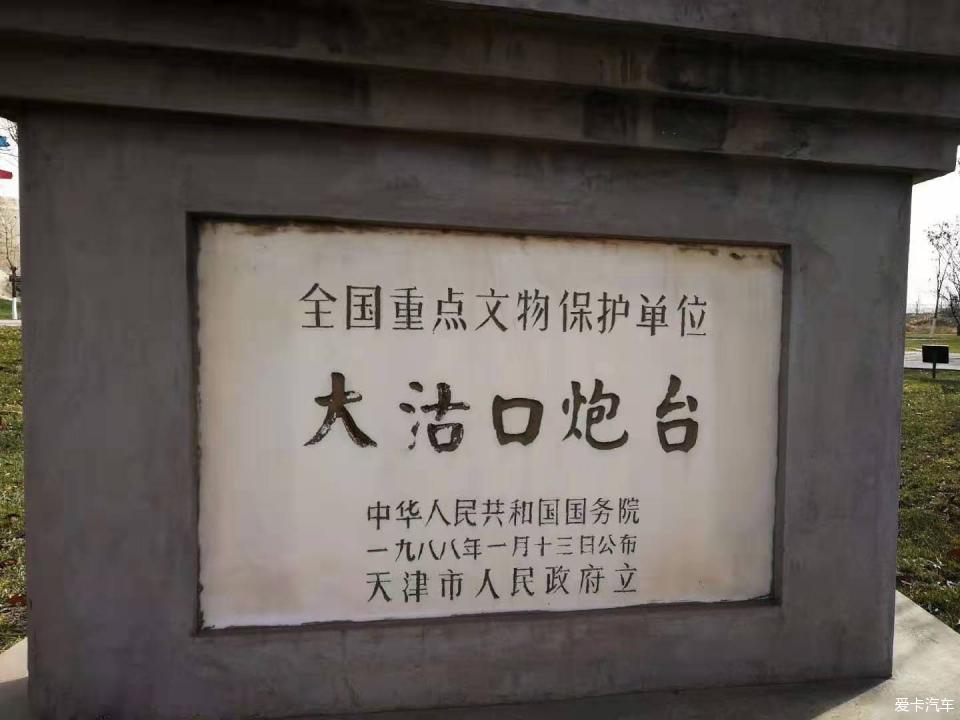 全国重点文物保护单位
大沽口炮台
中华人民共和国国务院
一九八八年一月十三日公布
天津市人民政府立
爱卡汽车